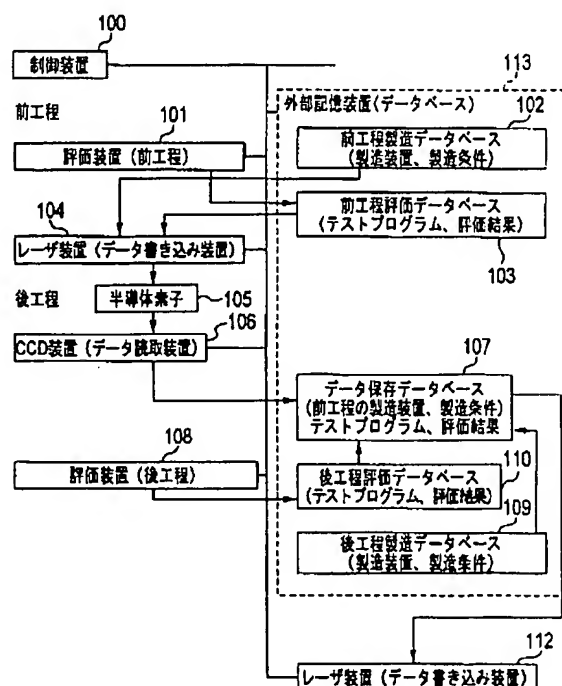 100
制御装置
113
前工程
外部記憶装置(データベース)
101
評価装置(前工程)
102
前工程製造データベース
(製造装置、製造条件)
104
レーザ装置(データ書き込み装置)
前工程評価データベース
(テストプログラム、評価結果)
103
後工程
半導体素子
105
106
CCD装置(データ読取装置)
107
データ保存データベース
(前工程の製造装置、製造条件)
テストプログラム、評価結果
108
評価装置(後工程)
110
後工程評価データベース
(テストプログラム、評価結果)
109
後工程製造データベース
(製造装置、製造条件)
112
レーザ装置(データ書き込み装置)